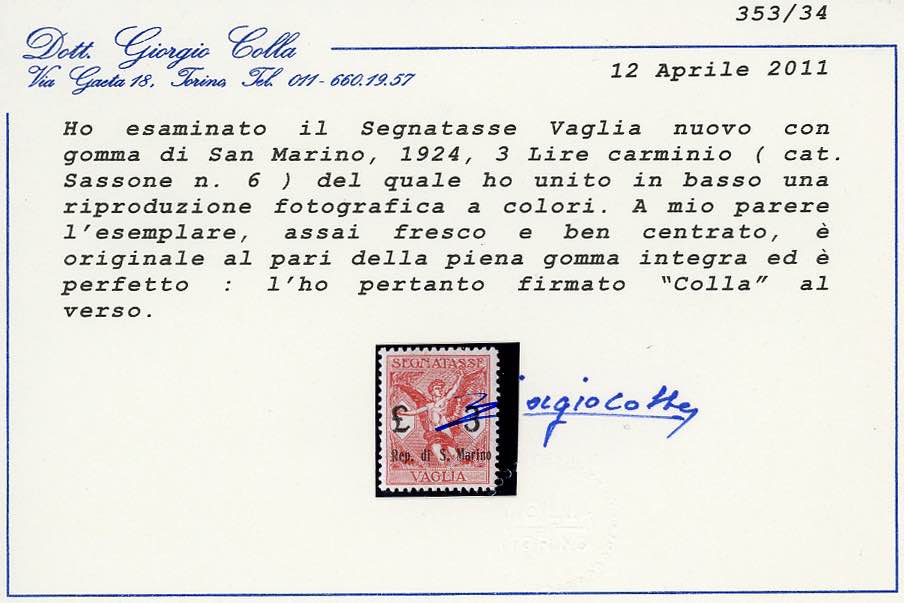 353/34
Dott. Giorgio Colla
Via Gaeta 18, Torino Tel. 011-660.19.57
12 Aprile 2011
Ho esaminato il Segnatasse Vaglia nuovo con
gomma di San Marino, 1924, 3 Lire carminio ( cat.
Sassone n. 6 ) del quale ho unito in basso una
riproduzione fotografica a colori. A mio parere
l'esemplare, assai fresco e ben centrato, è
originale al pari della piena gomma integra ed è
perfetto : l'ho pertanto firmato "Colla" al
verso.
SEGNATASSE
£ 3
Rep. di S. Marino
VAGLIA
Giorgio Colla